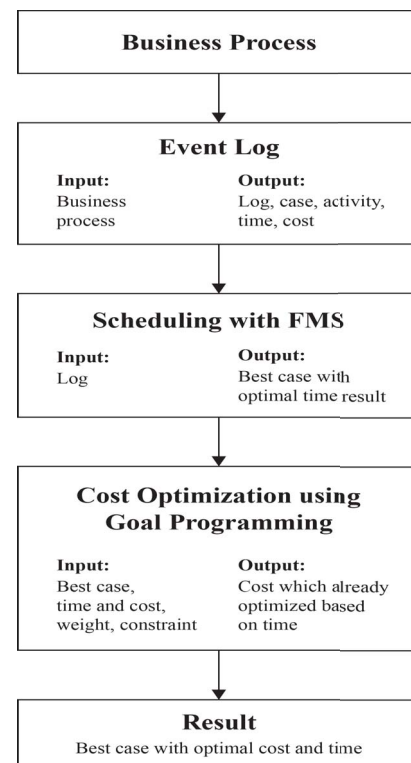 Business Process
Event Log
Input:
Business
process
Output:
Log, case, activity,
time, cost
Scheduling with FMS
Input:
Log
Output:
Best case with
optimal time result
Cost Optimization using
Goal Programming
Input:
Best case,
time and cost,
weight, constraint
Output:
Cost which already
optimized based
on time
Result
Best case with optimal cost and time